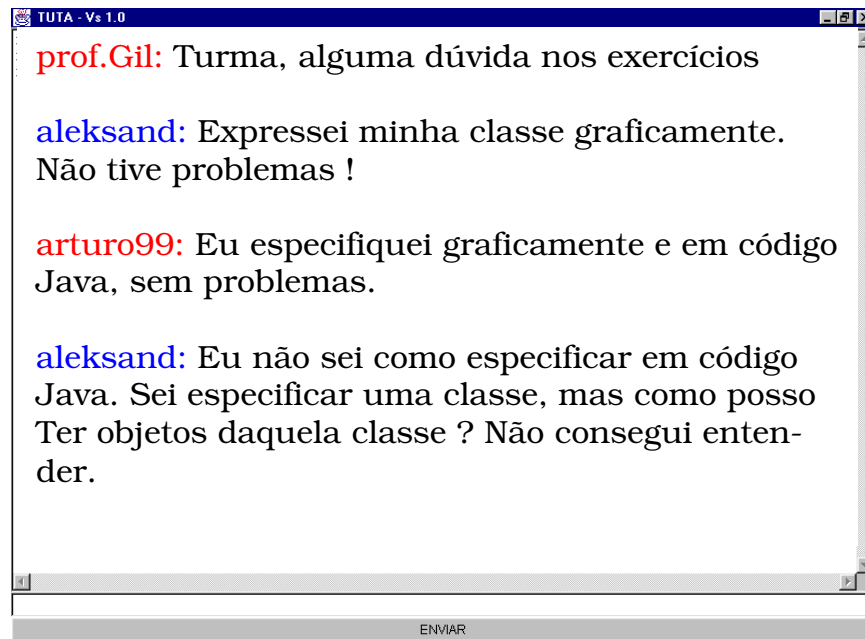 TUTA - Vs 1.0
prof.Gil: Turma, alguma dúvida nos exercícios
aleksand: Expressei minha classe graficamente.
Não tive problemas !
arturo99: Eu especifiquei graficamente e em código
Java, sem problemas.
aleksand: Eu não sei como especificar em código
Java. Sei especificar uma classe, mas como posso
Ter objetos daquela classe ? Não consegui enten-
der.
ENVIAR